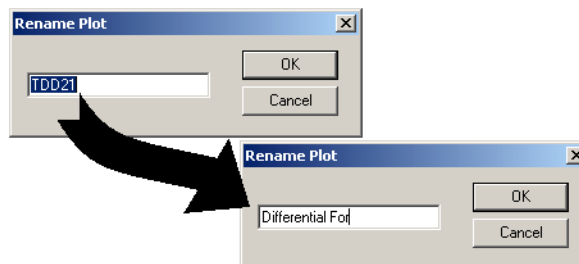 Rename Plot
OK
TDD21
Cancel
Rename Plot
OK
Differential For
Cancel